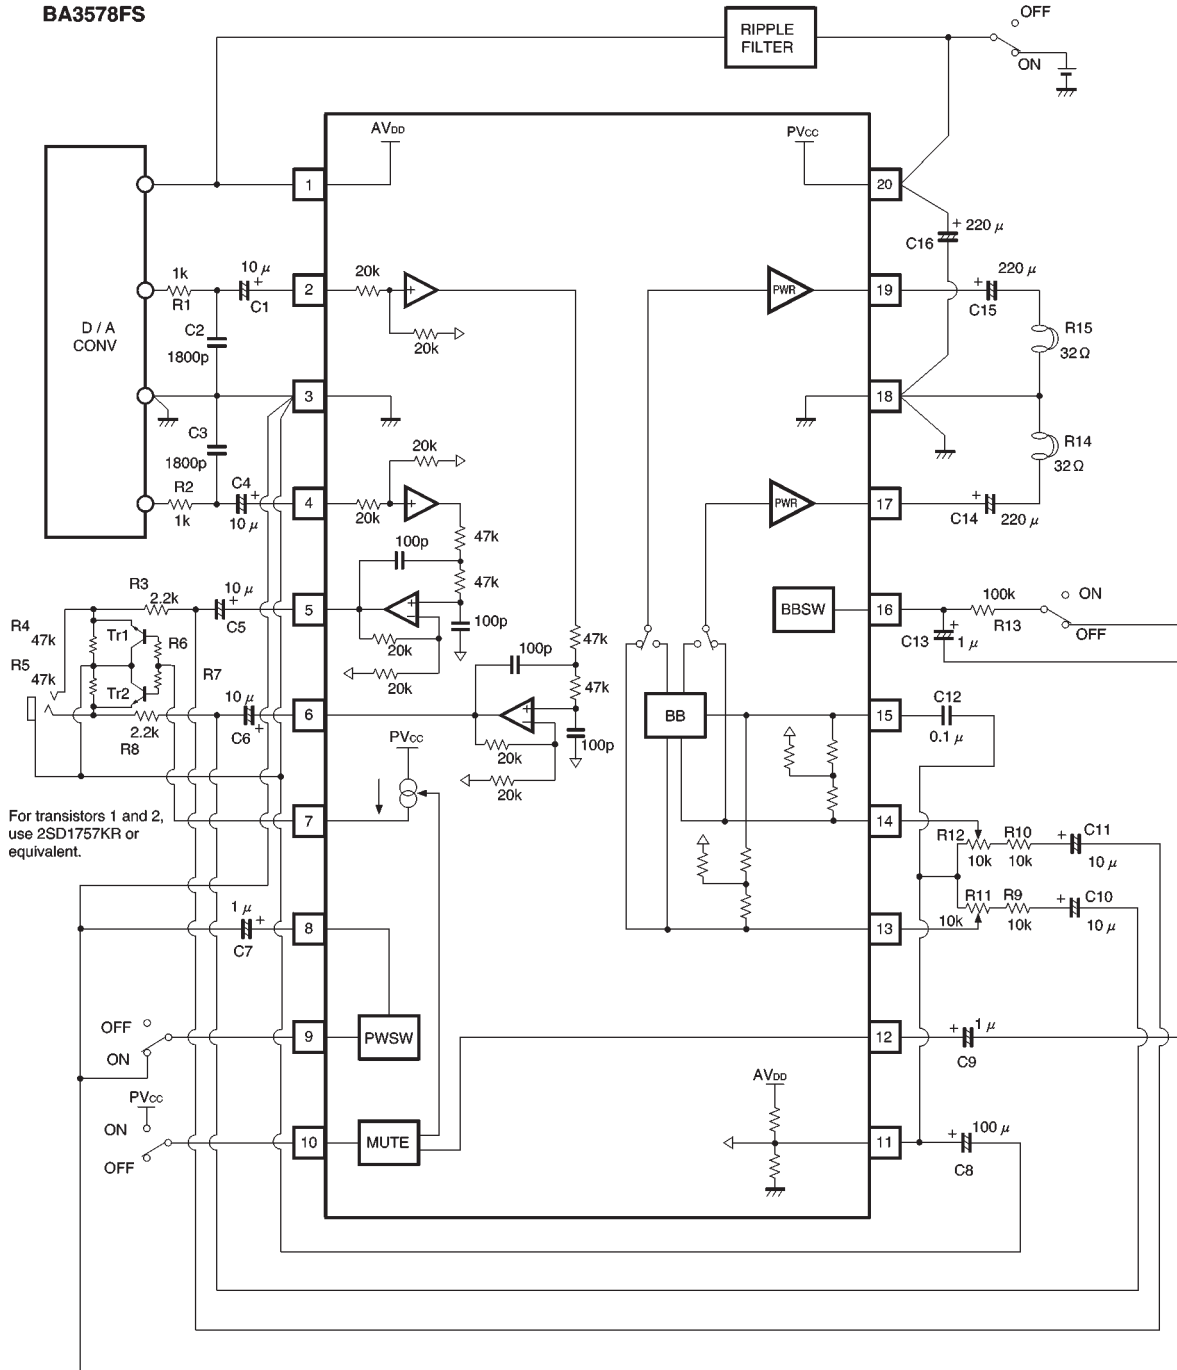 BA3578FS
OFF
RIPPLE
FILTER
ON
AVDD
PVCC
1
20
+ 220 μ
C16
1k
10 μ
+
R1
C1
2
20k
+
20k
PWR
19
220 μ
+
C15
D / A
CONV
C2
1800p
R15
32Ω
3
18
C3
1800p
20k
R14
32Ω
R2
1k
C4
+
10 μ
4
20k
+
PWR
17
+
C14
220 μ
47k
100p
47k
R3
2.2k
10 μ
+
C5
5
+
−
100p
20k
20k
BBSW
16
100k
R13
ON
OFF
C13
+
1 μ
R4
47k
Tr1
R6
R5
47k
Tr2
R7
47k
100p
47k
2.2k
R8
10 μ
C6
+
6
+
−
100p
20k
20k
BB
15
C12
0.1 μ
PVCC
For transistors 1 and 2,
use 2SD1757KR or
equivalent.
7
14
R12
10k
R10
10k
+
C11
10 μ
R11
10k
R9
10k
+
C10
10 μ
1 μ
+
C7
8
13
OFF
ON
9
PWSW
12
1 μ
+
C9
PVCC
ON
OFF
10
MUTE
AVDD
11
+
100 μ
C8